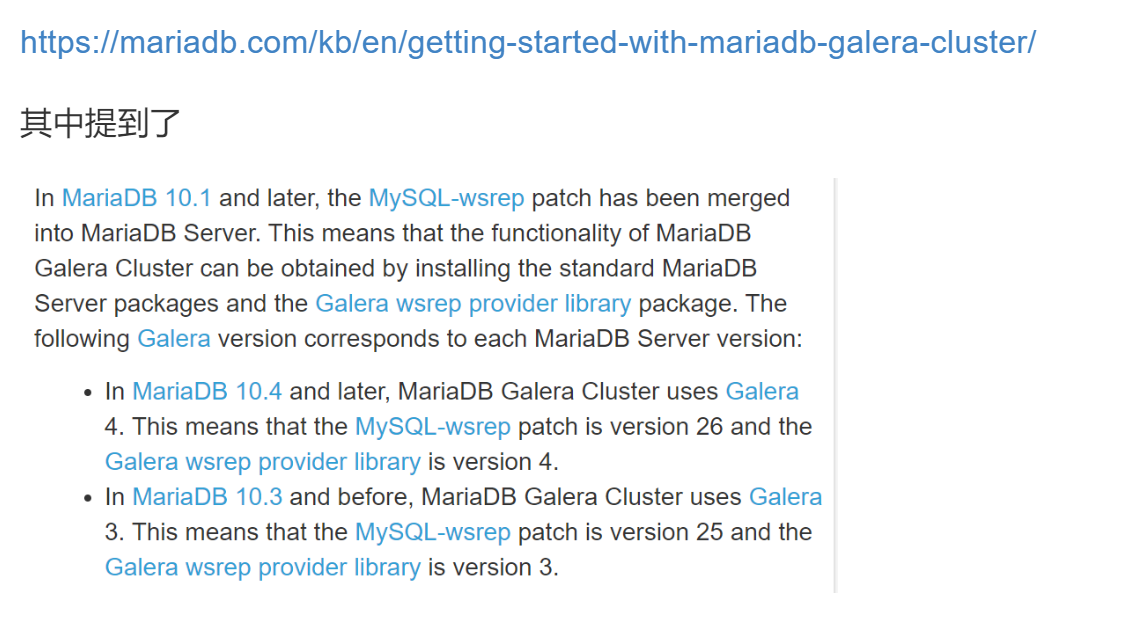 https://mariadb.com/kb/en/getting-started-with-mariadb-galera-cluster/
其中提到了
In MariaDB 10.1 and later, the MySQL-wsrep patch has been merged
into MariaDB Server. This means that the functionality of MariaDB
Galera Cluster can be obtained by installing the standard MariaDB
Server packages and the Galera wsrep provider library package. The
following Galera version corresponds to each MariaDB Server version:
• In MariaDB 10.4 and later, MariaDB Galera Cluster uses Galera
4. This means that the MySQL-wsrep patch is version 26 and the
Galera wsrep provider library is version 4.
• In MariaDB 10.3 and before, MariaDB Galera Cluster uses Galera
3. This means that the MySQL-wsrep patch is version 25 and the
Galera wsrep provider library is version 3.